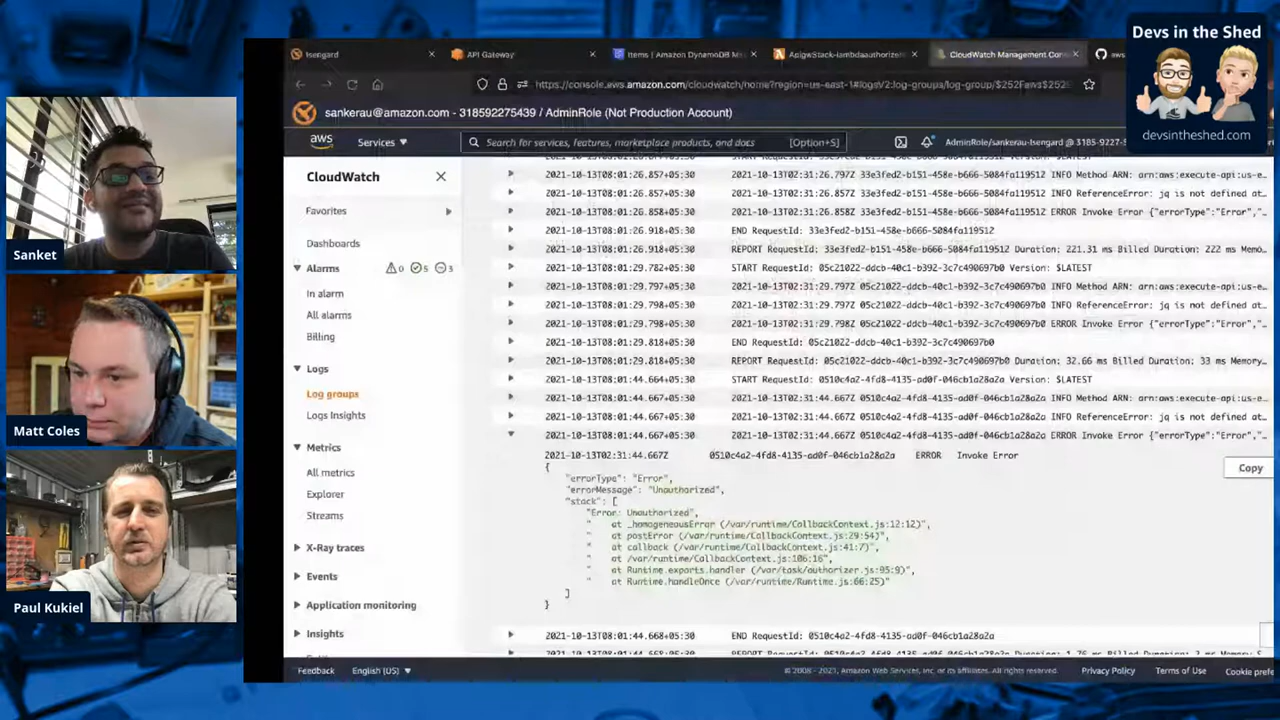 Devs in the Shed
devsintheshed.com
Sanket
Matt Coles
Paul Kukiel
Isengard
API Gateway
Items | Amazon DynamoDB
ApigwStack-lambdaauthorize
CloudWatch Management Con
https://console.aws.amazon.com/cloudwatch/home?region=us-east-1#logsV2:log-groups/log-group/$252Faws$252
sankerau@amazon.com - 318592275439 / AdminRole (Not Production Account)
aws
Services
Search for services, features, marketplace products, and docs
[Option+S]
AdminRole/sankerau-Isengard @ 3185-9227-5
CloudWatch
Favorites
Dashboards
Alarms
0
5
3
In alarm
All alarms
Billing
Logs
Log groups
Logs Insights
Metrics
All metrics
Explorer
Streams
X-Ray traces
Events
Application monitoring
Insights
2021-10-13T08:01:26.857+05:30 2021-10-13T02:31:26.797Z 33e3fed2-b151-458e-b666-5084fa119512 INFO Method ARN: arn:aws:execute-api:us-e…
2021-10-13T08:01:26.858+05:30 2021-10-13T02:31:26.857Z 33e3fed2-b151-458e-b666-5084fa119512 INFO ReferenceError: jq is not defined at…
2021-10-13T08:01:26.858+05:30 2021-10-13T02:31:26.858Z 33e3fed2-b151-458e-b666-5084fa119512 ERROR Invoke Error {"errorType":"Error","…
2021-10-13T08:01:26.918+05:30 END RequestId: 33e3fed2-b151-458e-b666-5084fa119512
2021-10-13T08:01:26.918+05:30 REPORT RequestId: 33e3fed2-b151-458e-b666-5084fa119512 Duration: 221.31 ms Billed Duration: 222 ms Memo…
2021-10-13T08:01:29.782+05:30 START RequestId: 05c21022-ddcb-40c1-b392-3c7c490697b0 Version: $LATEST
2021-10-13T08:01:29.797+05:30 2021-10-13T02:31:29.797Z 05c21022-ddcb-40c1-b392-3c7c490697b0 INFO Method ARN: arn:aws:execute-api:us-e…
2021-10-13T08:01:29.798+05:30 2021-10-13T02:31:29.798Z 05c21022-ddcb-40c1-b392-3c7c490697b0 INFO ReferenceError: jq is not defined at…
2021-10-13T08:01:29.798+05:30 2021-10-13T02:31:29.798Z 05c21022-ddcb-40c1-b392-3c7c490697b0 ERROR Invoke Error {"errorType":"Error","…
2021-10-13T08:01:29.818+05:30 END RequestId: 05c21022-ddcb-40c1-b392-3c7c490697b0
2021-10-13T08:01:29.818+05:30 REPORT RequestId: 05c21022-ddcb-40c1-b392-3c7c490697b0 Duration: 32.66 ms Billed Duration: 33 ms Memory…
2021-10-13T08:01:44.664+05:30 START RequestId: 0510c4a2-4fd8-4135-ad0f-046cb1a28a2a Version: $LATEST
2021-10-13T08:01:44.667+05:30 2021-10-13T02:31:44.667Z 0510c4a2-4fd8-4135-ad0f-046cb1a28a2a INFO Method ARN: arn:aws:execute-api:us-e…
2021-10-13T08:01:44.667+05:30 2021-10-13T02:31:44.667Z 0510c4a2-4fd8-4135-ad0f-046cb1a28a2a INFO ReferenceError: jq is not defined at…
2021-10-13T08:01:44.667+05:30 2021-10-13T02:31:44.667Z 0510c4a2-4fd8-4135-ad0f-046cb1a28a2a ERROR Invoke Error {"errorType":"Error","…
2021-10-13T02:31:44.667Z 0510c4a2-4fd8-4135-ad0f-046cb1a28a2a ERROR Invoke Error
Copy
{
"errorType": "Error",
"errorMessage": "Unauthorized",
"stack": [
"Error: Unauthorized",
" at _homogeneousError (/var/runtime/CallbackContext.js:12:12)",
" at postError (/var/runtime/CallbackContext.js:29:54)",
" at callback (/var/runtime/CallbackContext.js:41:7)",
" at /var/runtime/CallbackContext.js:106:16",
" at Runtime.exports.handler (/var/task/authorizer.js:95:9)",
" at Runtime.handleOnce (/var/runtime/Runtime.js:66:25)"
]
}
2021-10-13T08:01:44.668+05:30 END RequestId: 0510c4a2-4fd8-4135-ad0f-046cb1a28a2a
Feedback
English (US)
© 2008 - 2021, Amazon Web Services, Inc. or its affiliates. All rights reserved.
Privacy Policy
Terms of Use
Cookie prefe